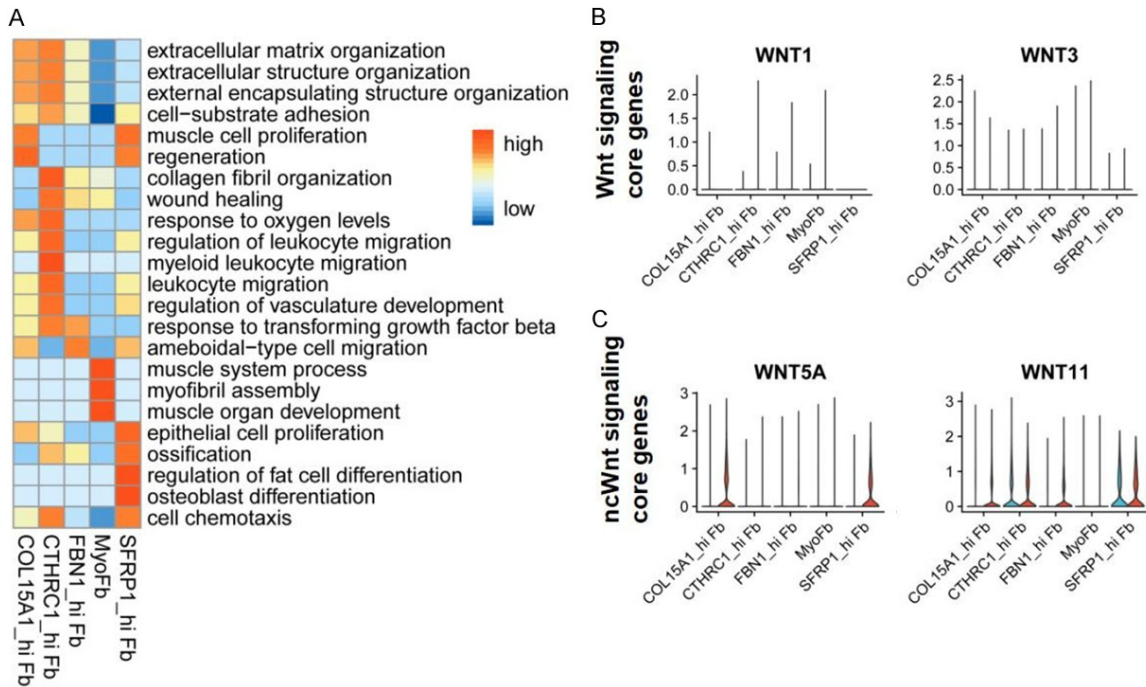 A
extracellular matrix organization
extracellular structure organization
external encapsulating structure organization
cell−substrate adhesion
muscle cell proliferation
regeneration
collagen fibril organization
wound healing
response to oxygen levels
regulation of leukocyte migration
myeloid leukocyte migration
leukocyte migration
regulation of vasculature development
response to transforming growth factor beta
ameboidal−type cell migration
muscle system process
myofibril assembly
muscle organ development
epithelial cell proliferation
ossification
regulation of fat cell differentiation
osteoblast differentiation
cell chemotaxis
high
low
COL15A1_hi Fb
CTHRC1_hi Fb
FBN1_hi Fb
MyoFb
SFRP1_hi Fb
B
Wnt signaling
core genes
WNT1
2.0
1.5
1.0
0.5
0.0
COL15A1_hi Fb
CTHRC1_hi Fb
FBN1_hi Fb
MyoFb
SFRP1_hi Fb
WNT3
2.5
2.0
1.5
1.0
0.5
0.0
COL15A1_hi Fb
CTHRC1_hi Fb
FBN1_hi Fb
MyoFb
SFRP1_hi Fb
C
ncWnt signaling
core genes
WNT5A
3
2
1
0
COL15A1_hi Fb
CTHRC1_hi Fb
FBN1_hi Fb
MyoFb
SFRP1_hi Fb
WNT11
3
2
1
0
COL15A1_hi Fb
CTHRC1_hi Fb
FBN1_hi Fb
MyoFb
SFRP1_hi Fb